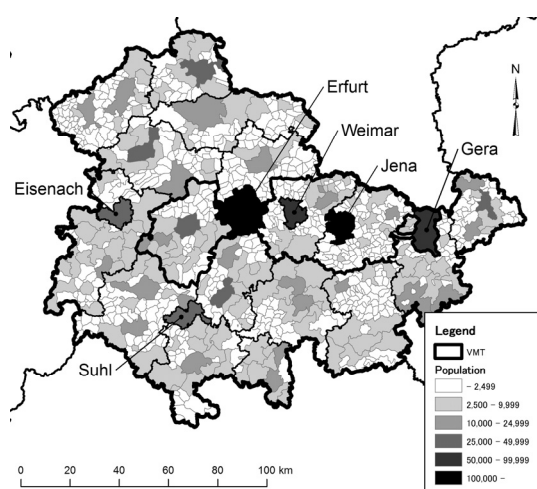 N
Erfurt
Weimar
Jena
Gera
Eisenach
Suhl
Legend
VMT
Population
- 2,499
2,500 - 9,999
10,000 - 24,999
25,000 - 49,999
50,000 - 99,999
100,000 -
0 20 40 60 80 100 km